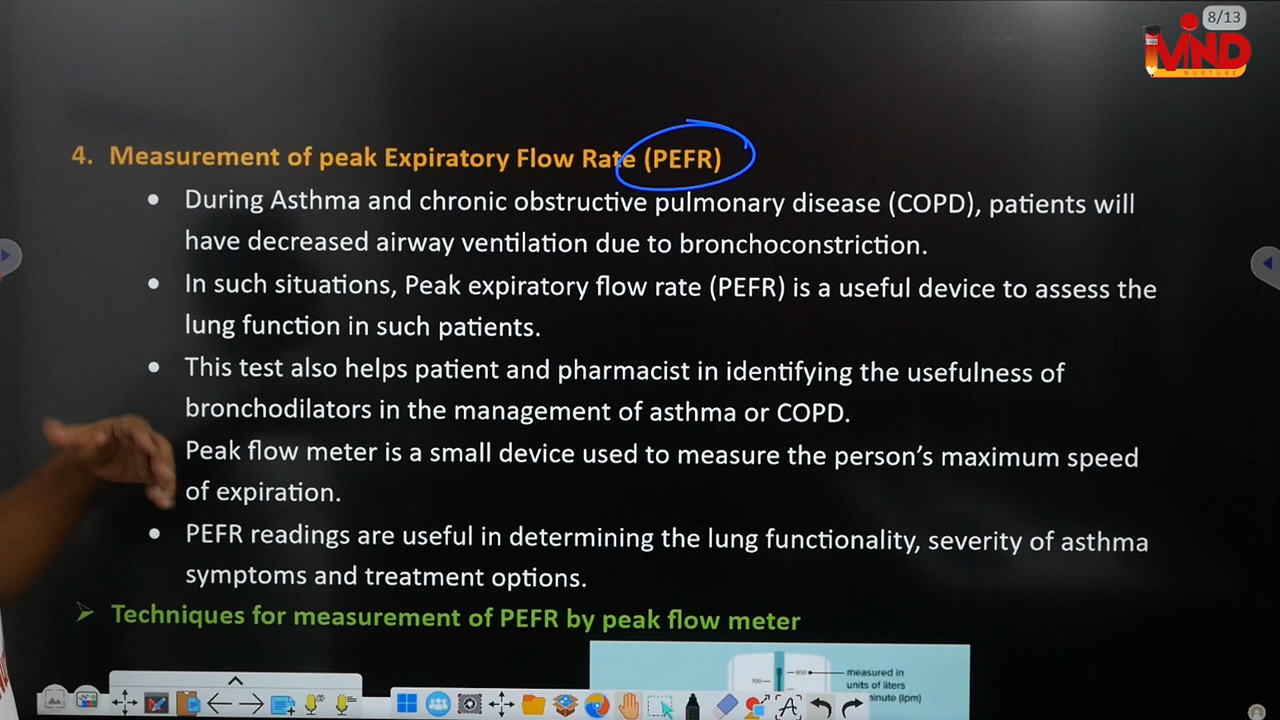 8/13
MIND
NURTURE
4. Measurement of peak Expiratory Flow Rate (PEFR)
• During Asthma and chronic obstructive pulmonary disease (COPD), patients will
have decreased airway ventilation due to bronchoconstriction.
• In such situations, Peak expiratory flow rate (PEFR) is a useful device to assess the
lung function in such patients.
• This test also helps patient and pharmacist in identifying the usefulness of
bronchodilators in the management of asthma or COPD.
Peak flow meter is a small device used to measure the person's maximum speed
of expiration.
• PEFR readings are useful in determining the lung functionality, severity of asthma
symptoms and treatment options.
➢ Techniques for measurement of PEFR by peak flow meter
measured in
units of liters
minute (lpm)